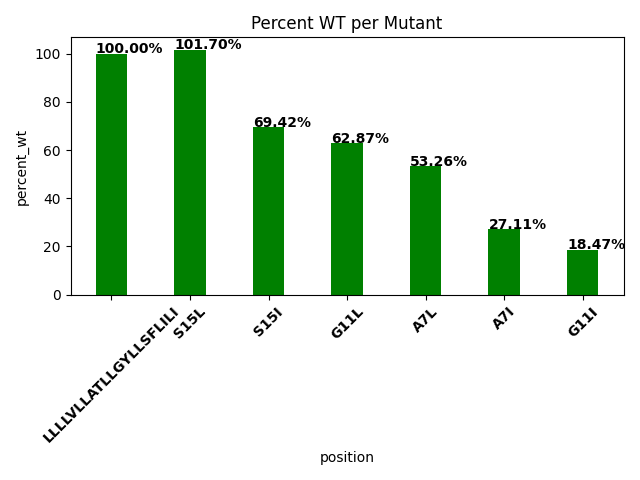 Percent WT per Mutant
100.00%
101.70%
69.42%
62.87%
53.26%
27.11%
18.47%
percent_wt
100
80
60
40
20
0
LLLLVLLATLLGYLLSFLILI
S15L
S15I
G11L
A7L
A7I
G11I
position